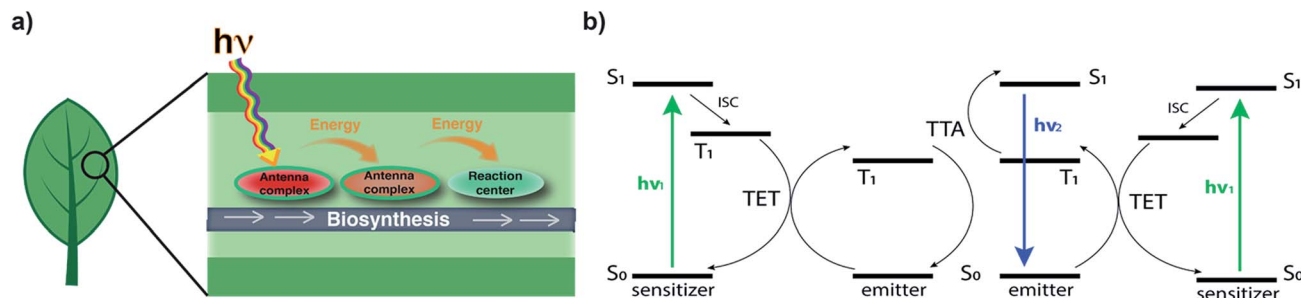 a)
hν
Energy
Energy
Antenna
complex
Antenna
complex
Reaction
center
Biosynthesis
b)
S₁
ISC
T₁
hν₁
TET
S₀
sensitizer
T₁
emitter
TTA
S₁
hν₂
T₁
S₀
emitter
TET
S₁
ISC
hν₁
S₀
sensitizer